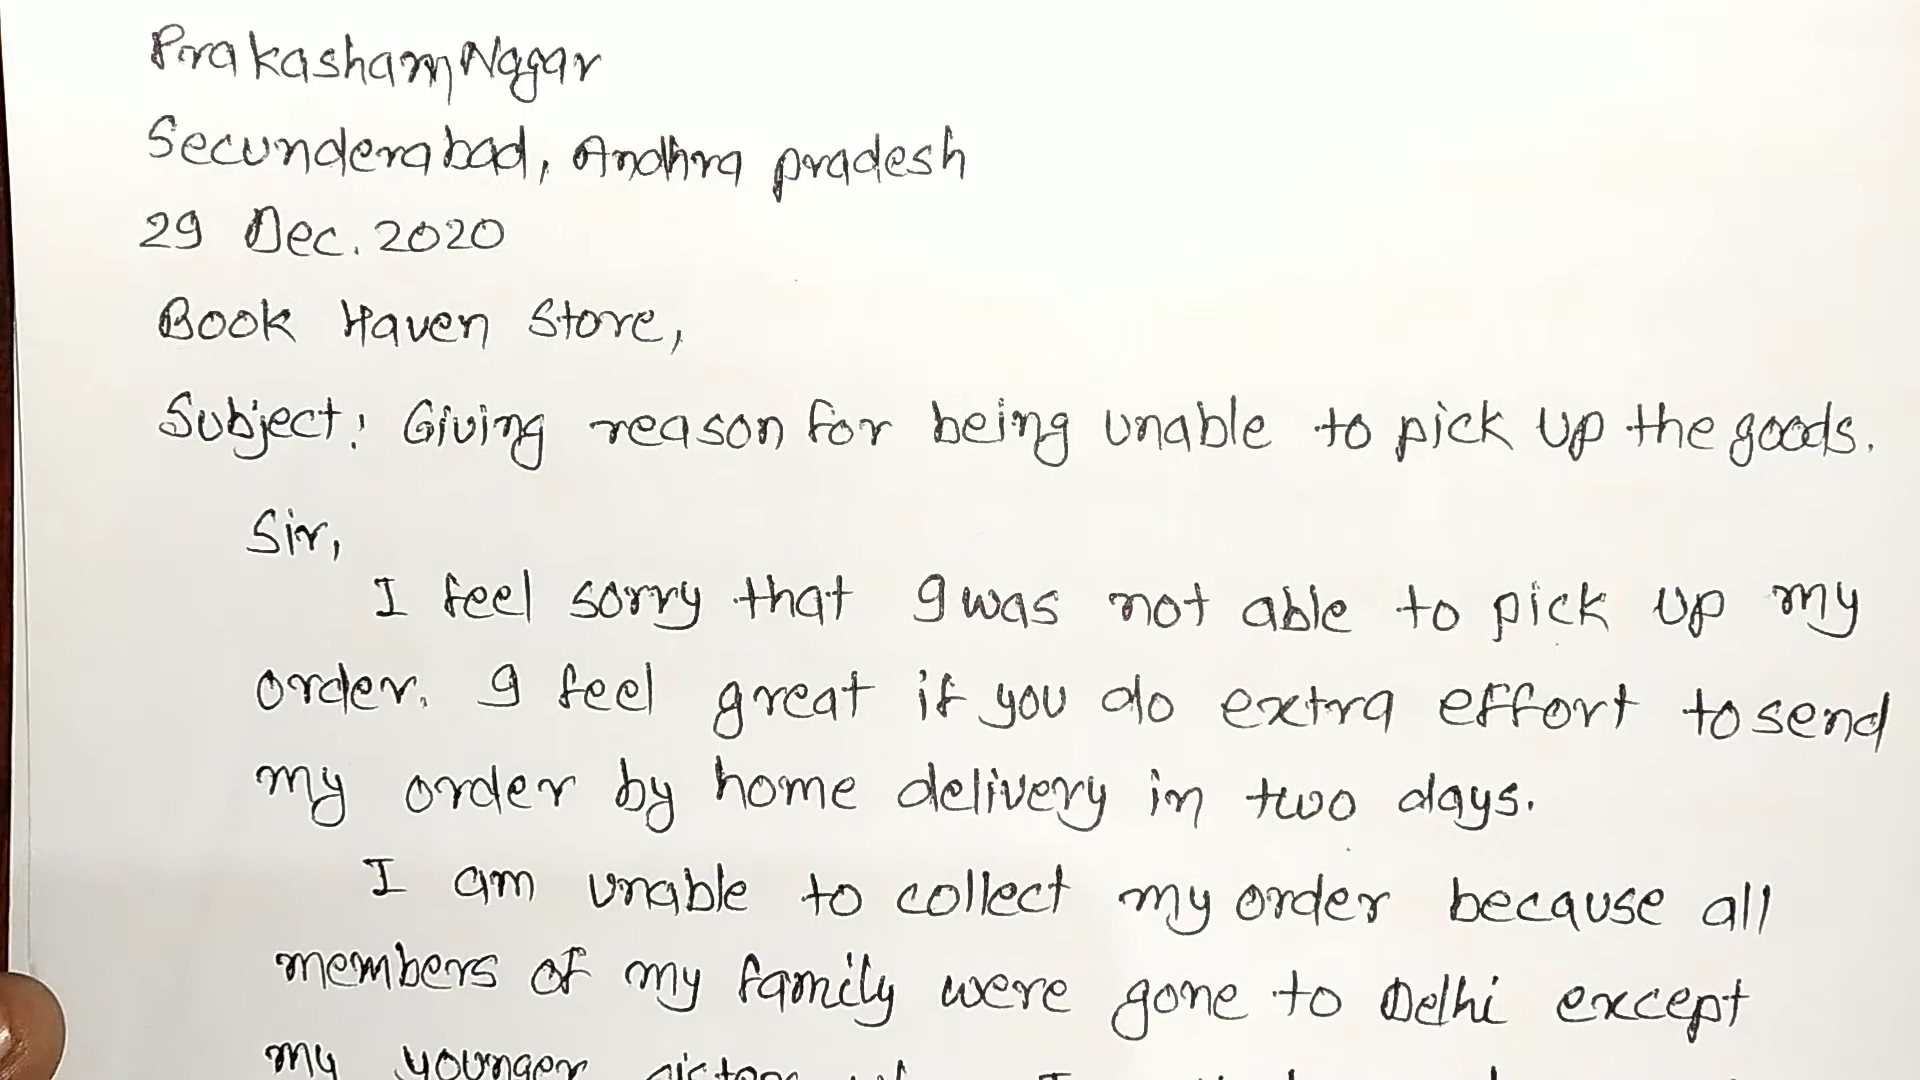 Prakasham Nagar
Secunderabad, Andhra pradesh
29 Dec. 2020
Book Haven Store,
Subject: Giving reason for being unable to pick up the goods.
Sir,
I feel sorry that I was not able to pick up my
order. I feel great if you do extra effort to send
my order by home delivery in two days.
I am unable to collect my order because all
members of my family were gone to Delhi except
my younger